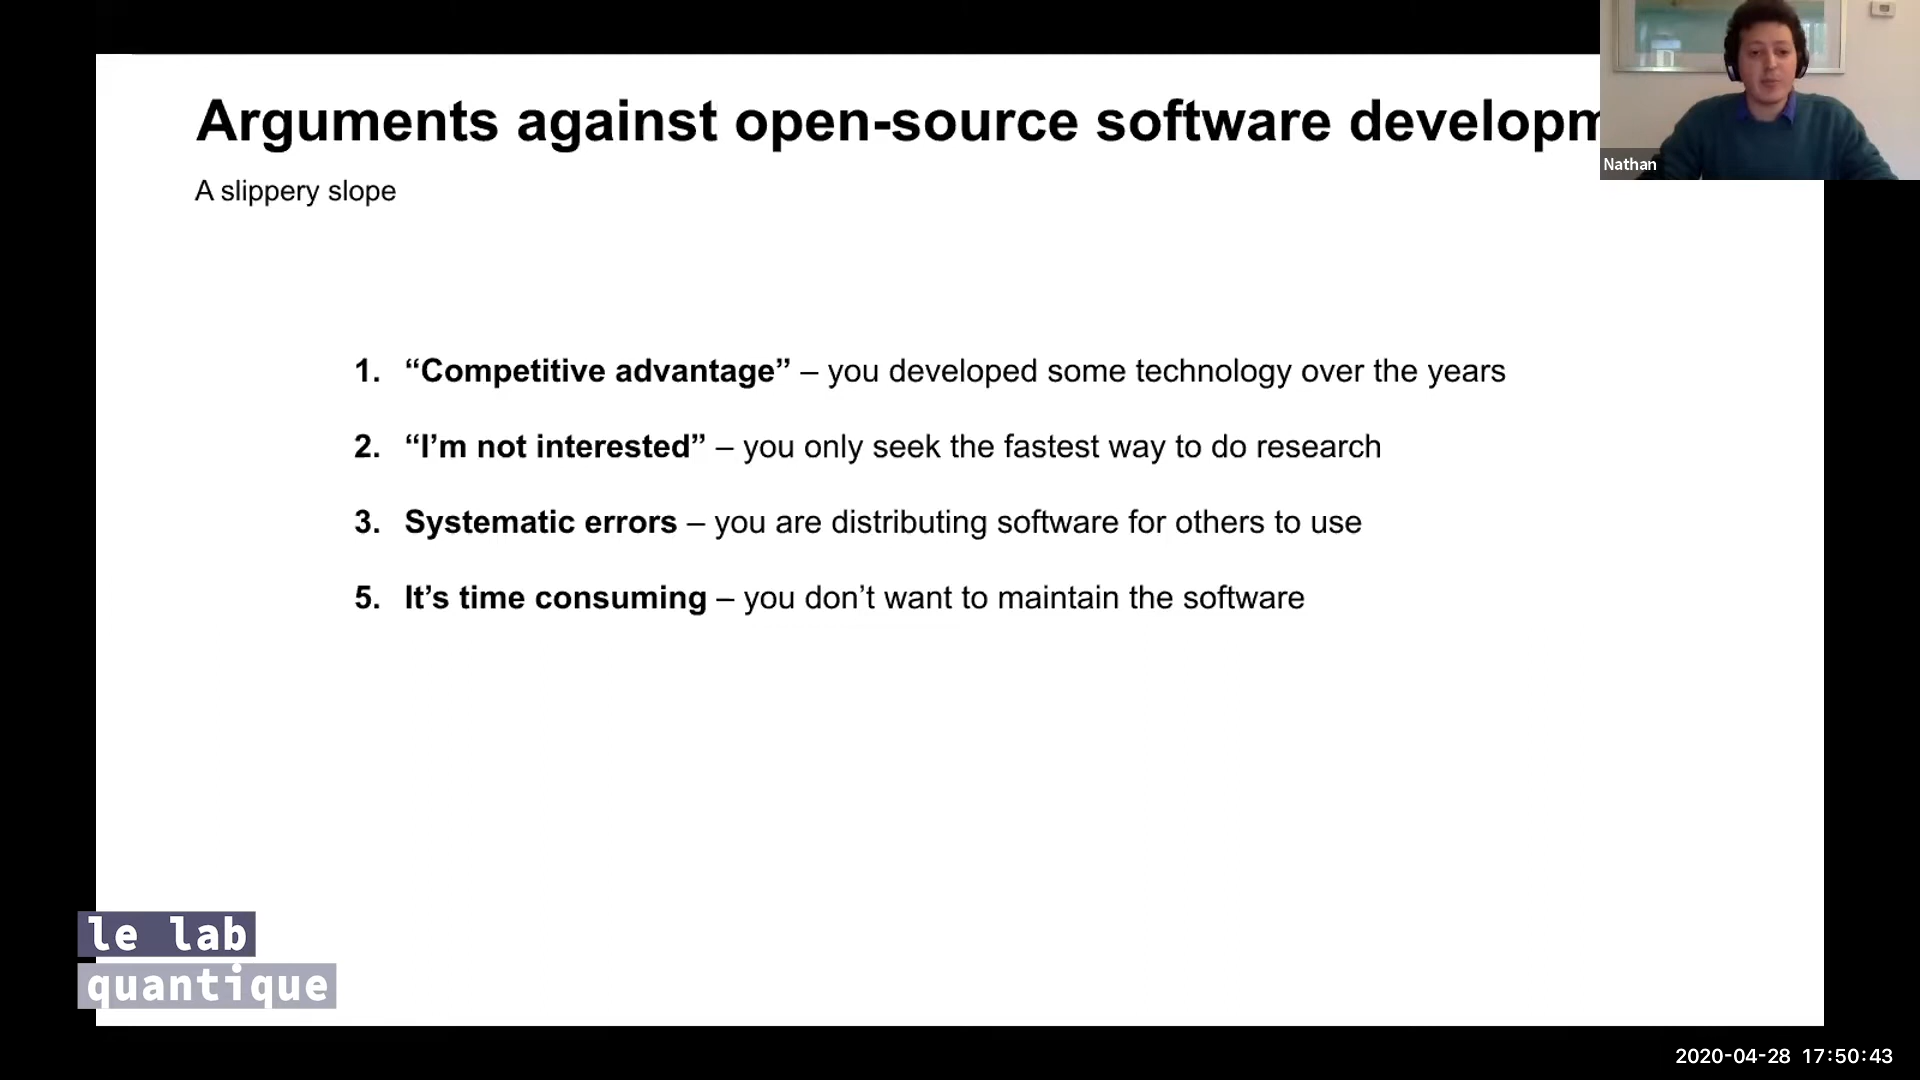 Arguments against open-source software developm
A slippery slope
Nathan
1. “Competitive advantage” – you developed some technology over the years
2. “I’m not interested” – you only seek the fastest way to do research
3. Systematic errors – you are distributing software for others to use
5. It’s time consuming – you don’t want to maintain the software
le lab
quantique
2020-04-28 17:50:43